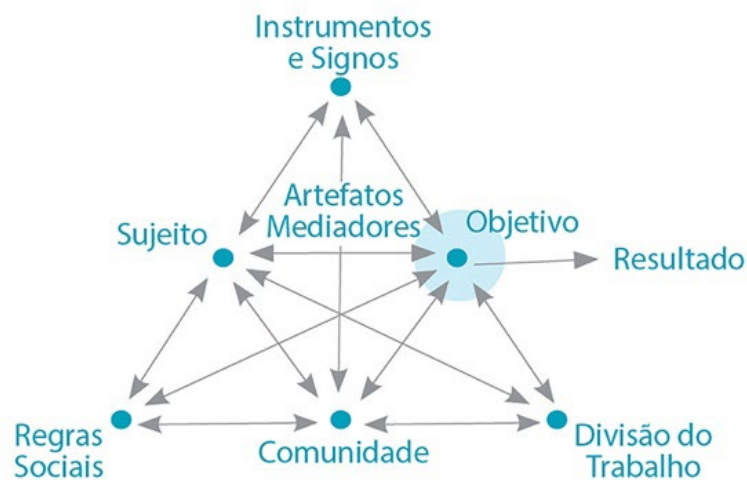 Instrumentos
e Signos
Artefatos
Mediadores
Sujeito
Objetivo
Resultado
Regras
Sociais
Comunidade
Divisão do
Trabalho